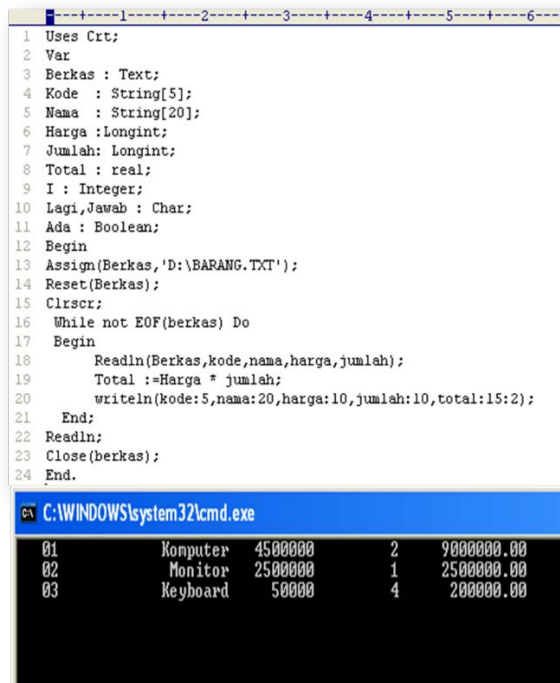 ----+----1----+----2----+----3----+----4----+----5----+----6---
1 Uses Crt;
2 Var
3 Berkas : Text;
4 Kode  : String[5];
5 Nama  : String[20];
6 Harga :Longint;
7 Jumlah: Longint;
8 Total : real;
9 I : Integer;
10 Lagi,Jawab : Char;
11 Ada : Boolean;
12 Begin
13 Assign(Berkas,'D:\BARANG.TXT');
14 Reset(Berkas);
15 Clrscr;
16  While not EOF(berkas) Do
17  Begin
18      Readln(Berkas,kode,nama,harga,jumlah);
19      Total :=Harga * jumlah;
20      writeln(kode:5,nama:20,harga:10,jumlah:10,total:15:2);
21   End;
22 Readln;
23 Close(berkas);
24 End.
C:\WINDOWS\system32\cmd.exe
01 Komputer 4500000 2 9000000.00
02 Monitor 2500000 1 2500000.00
03 Keyboard 50000 4 200000.00